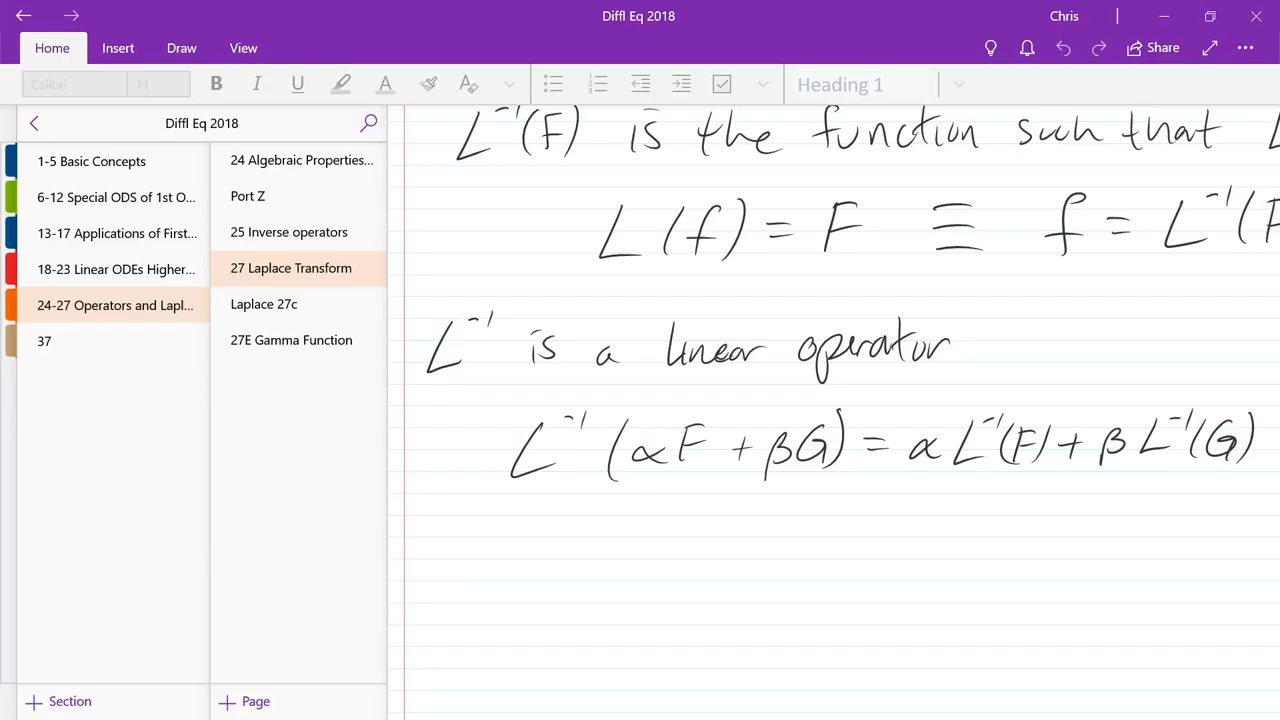 Diffl Eq 2018
Chris
Home Insert Draw View
Share
Calibri 11 B I U A Heading 1
Diffl Eq 2018
1-5 Basic Concepts
6-12 Special ODS of 1st O...
13-17 Applications of First...
18-23 Linear ODEs Higher...
24-27 Operators and Lapl...
37
24 Algebraic Properties...
Port Z
25 Inverse operators
27 Laplace Transform
Laplace 27c
27E Gamma Function
+ Section
+ Page
L⁻¹(F) is the function such that L
L(f) = F ≡ f = L⁻¹(F
L⁻¹ is a linear operator
L⁻¹(αF + βG) = α L⁻¹(F) + β L⁻¹(G)